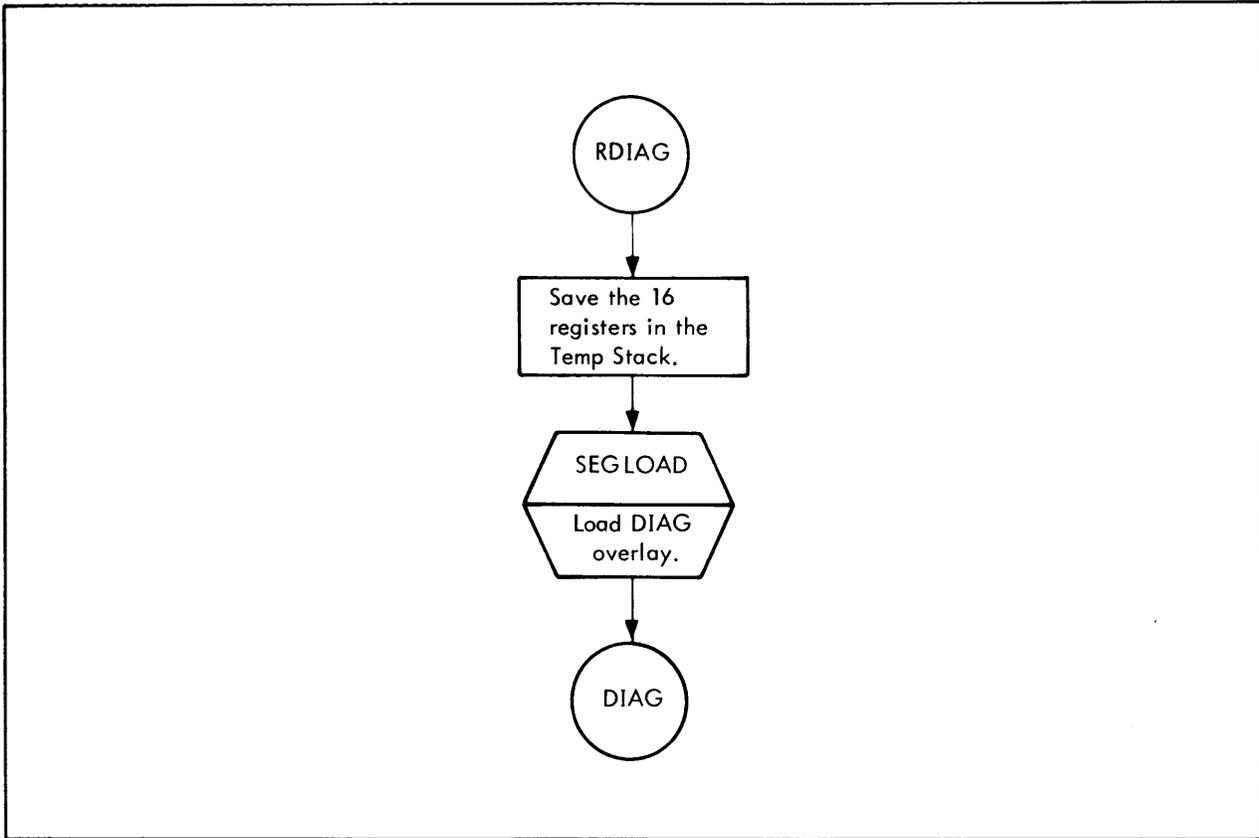 RDIAG
Save the 16
registers in the
Temp Stack.
SEGLOAD
Load DIAG
overlay.
DIAG